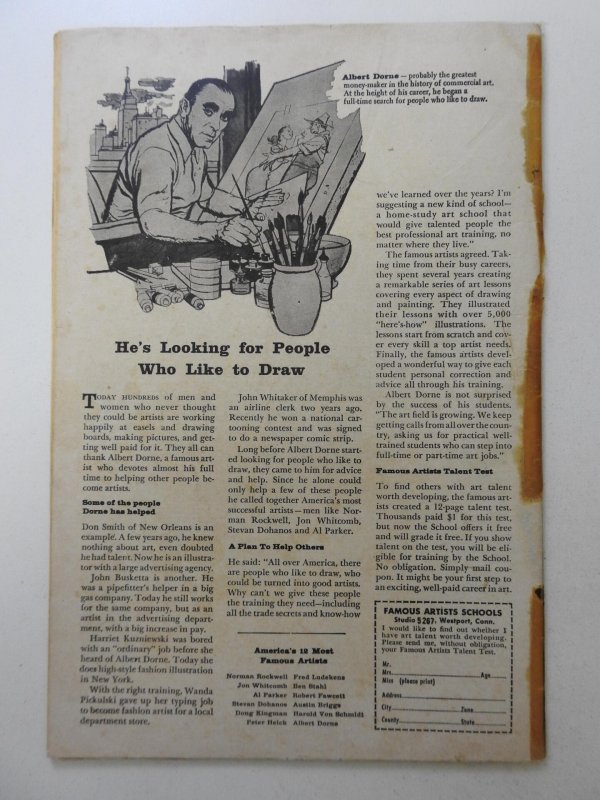 Albert Dorne — probably the greatest
money-maker in the history of commercial art.
At the height of his career, he began a
full-time search for people who like to draw.
He's Looking for People
Who Like to Draw
TODAY HUNDREDS of men and
women who never thought
they could be artists are working
happily at easels and drawing
boards, making pictures, and get-
ting well paid for it. They all can
thank Albert Dorne, a famous art-
ist who devotes almost his full
time to helping other people be-
come artists.
Some of the people
Dorne has helped
Don Smith of New Orleans is an
example. A few years ago, he knew
nothing about art, even doubted
he had talent. Now he is an illustra-
tor with a large advertising agency.
John Busketta is another. He
was a pipefitter's helper in a big
gas company. Today he still works
for the same company, but as an
artist in the advertising depart-
ment, with a big increase in pay.
Harriet Kuzniewski was bored
with an "ordinary" job before she
heard of Albert Dorne. Today she
does high-style fashion illustration
in New York.
With the right training, Wanda
Pickulski gave up her typing job
to become fashion artist for a local
department store.
John Whitaker of Memphis was
an airline clerk two years ago.
Recently he won a national car-
tooning contest and was signed
to do a newspaper comic strip.
Long before Albert Dorne start-
ed looking for people who like to
draw, they came to him for advice
and help. Since he alone could
only help a few of these people
he called together America's most
successful artists—men like Nor-
man Rockwell, Jon Whitcomb,
Stevan Dohanos and Al Parker.
A Plan To Help Others
He said: "All over America, there
are people who like to draw, who
could be turned into good artists.
Why can't we give these people
the training they need—including
all the trade secrets and know-how
America's 12 Most
Famous Artists
Norman Rockwell Fred Ludekens
Jon Whitcomb Ben Stahl
Al Parker Robert Fawcett
Stevan Dohanos Austin Briggs
Dong Kingman Harold Von Schmidt
Peter Helck Albert Dorne
we've learned over the years? I'm
suggesting a new kind of school—
a home-study art school that
would give talented people the
best professional art training, no
matter where they live."
The famous artists agreed. Tak-
ing time from their busy careers,
they spent several years creating
a remarkable series of art lessons
covering every aspect of drawing
and painting. They illustrated
their lessons with over 5,000
"here's-how" illustrations. The
lessons start from scratch and cov-
er every skill a top artist needs.
Finally, the famous artists devel-
oped a wonderful way to give each
student personal correction and
advice all through his training.
Albert Dorne is not surprised
by the success of his students.
"The art field is growing. We keep
getting calls from all over the coun-
try, asking us for practical well-
trained students who can step into
full-time or part-time art jobs."
Famous Artists Talent Test
To find others with art talent
worth developing, the famous art-
ists created a 12-page talent test.
Thousands paid $1 for this test,
but now the School offers it free
and will grade it free. If you show
talent on the test, you will be eli-
gible for training by the School.
No obligation. Simply mail cou-
pon. It might be your first step to
an exciting, well-paid career in art.
FAMOUS ARTISTS SCHOOLS
Studio 5267, Westport, Conn.
I would like to find out whether I
have art talent worth developing.
Please send me, without obligation,
your Famous Artists Talent Test.
Mr.
Mrs. Age
Miss (please print)
Address
City Zone
County State